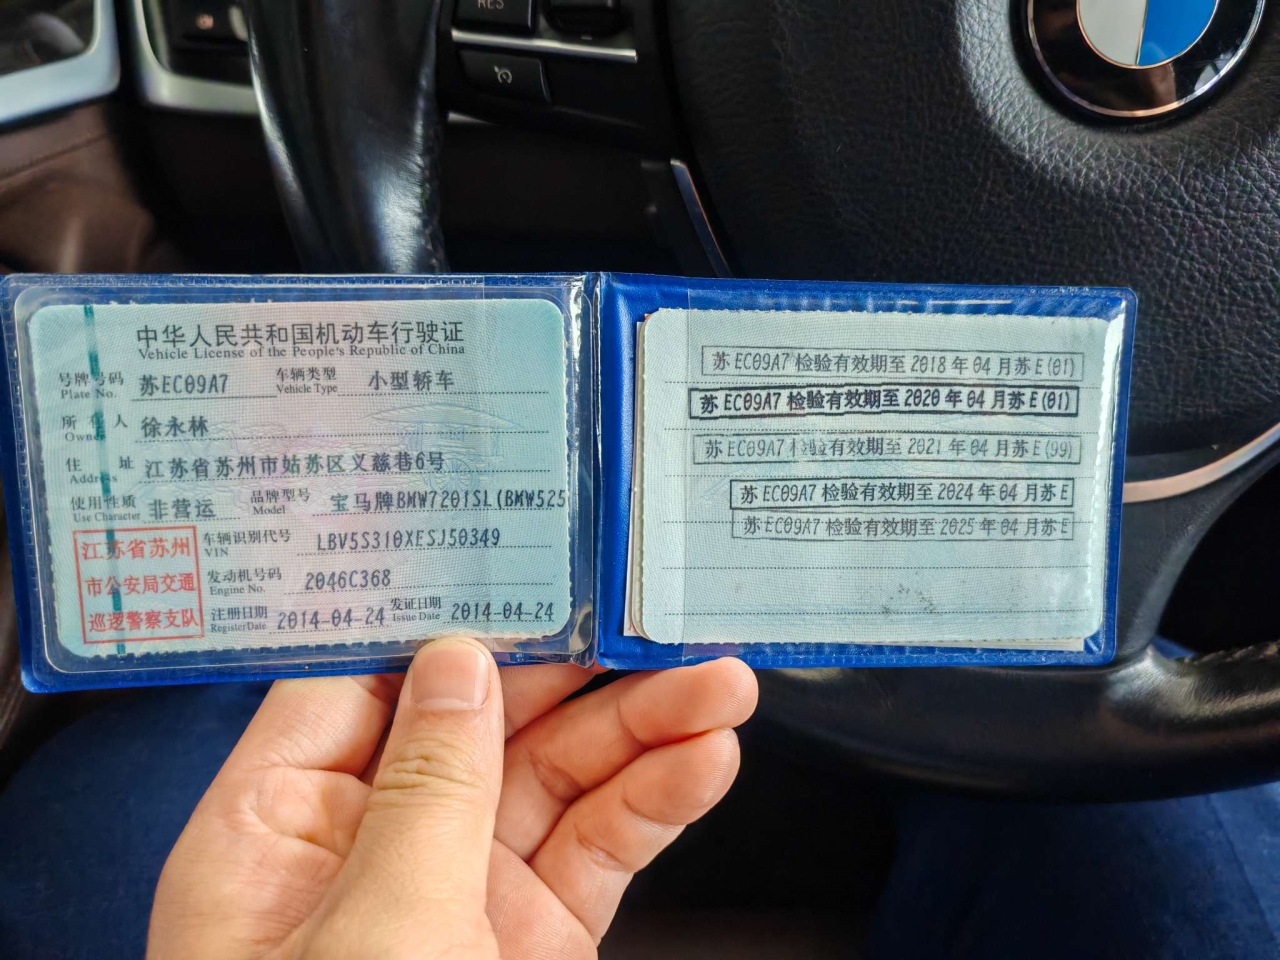 RES
中华人民共和国机动车行驶证
Vehicle License of the People's Republic of China
号牌号码 苏EC09A7 车辆类型 小型轿车
Plate No. Vehicle Type
所有人 徐永林
Owner
住址 江苏省苏州市姑苏区义慈巷6号
Address
使用性质 非营运 品牌型号 宝马牌BMW7201SL(BMW525
Use Character Model
江苏省苏州
市公安局交通
巡逻警察支队
车辆识别代号 LBV5S310XESJ50349
VIN
发动机号码 2046C368
Engine No.
注册日期 2014-04-24 发证日期 2014-04-24
Register Date Issue Date
苏EC09A7 检验有效期至 2018 年 04 月苏E(01)
苏EC09A7 检验有效期至 2020 年 04 月苏E(01)
苏EC09A7 检验有效期至 2021 年 04 月苏E(99)
苏EC09A7 检验有效期至 2024 年 04 月苏E
苏EC09A7 检验有效期至 2025 年 04 月苏E